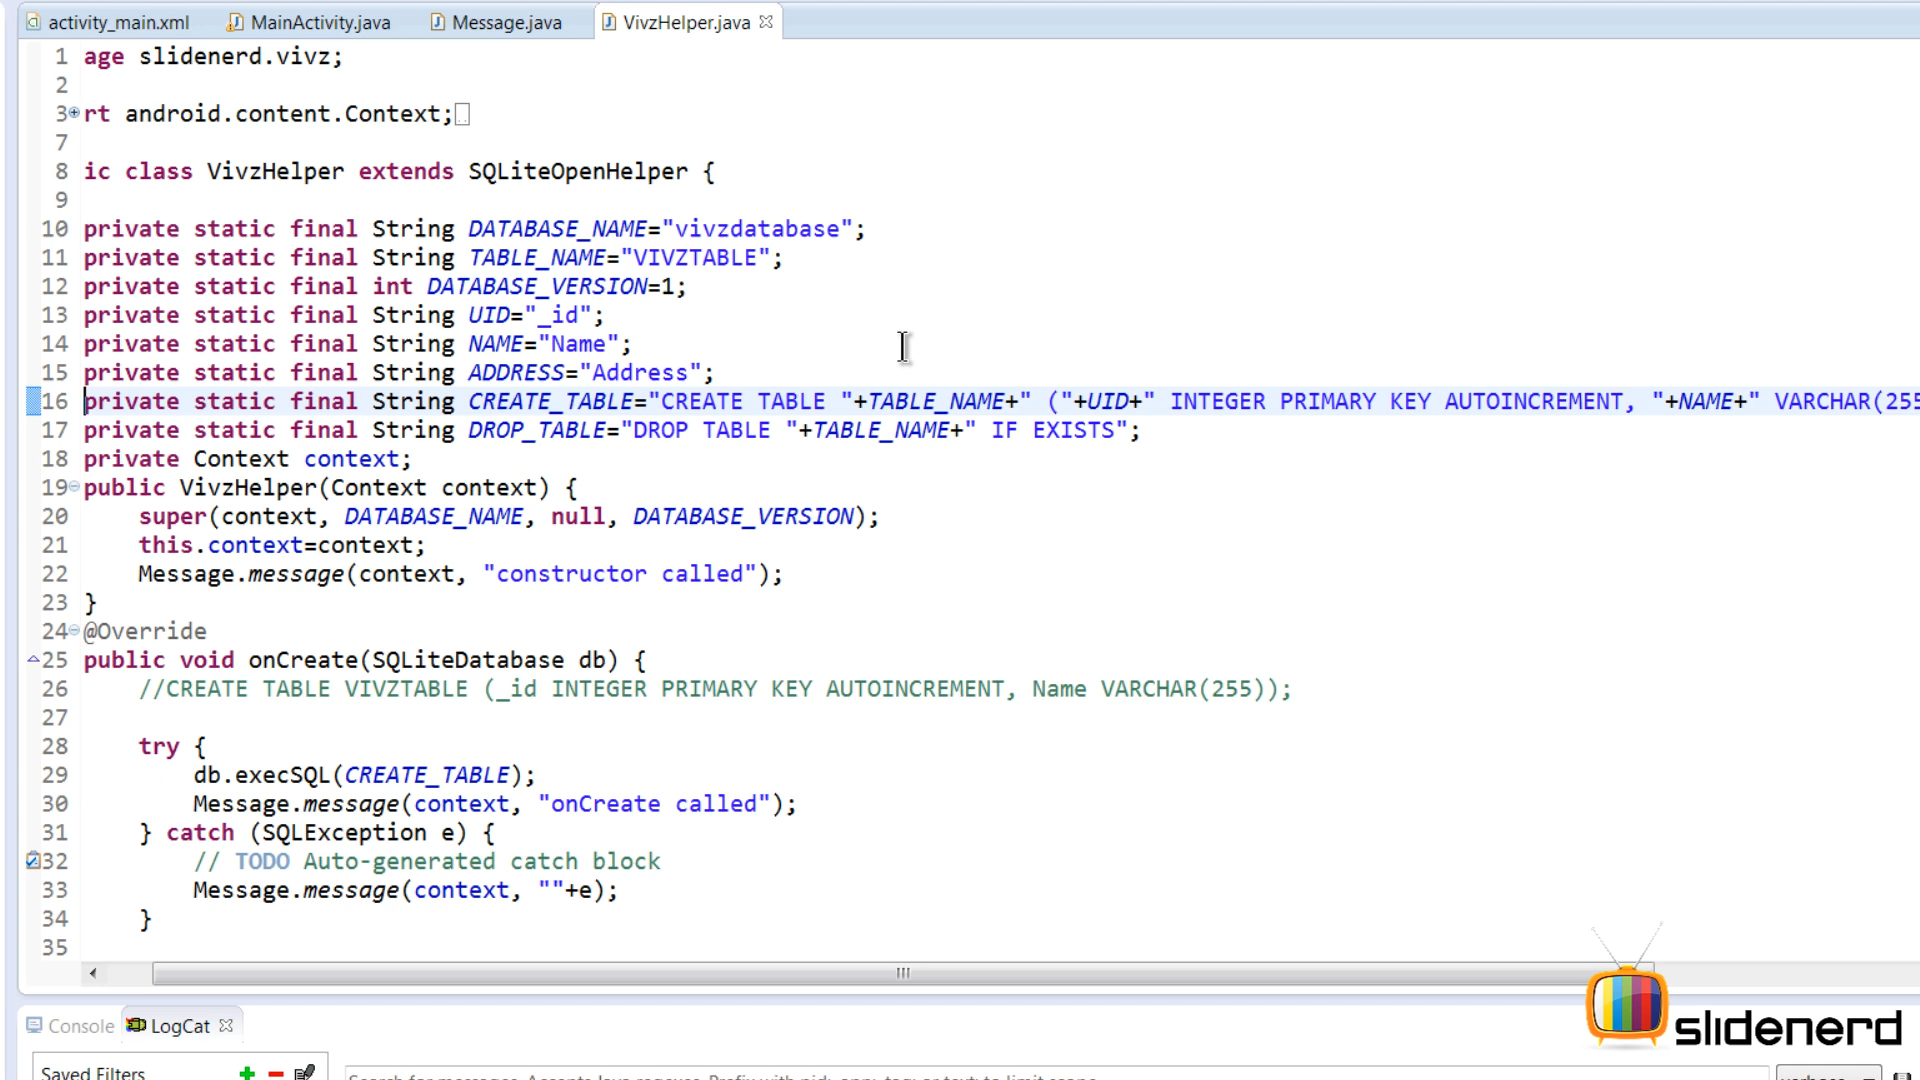 activity_main.xml MainActivity.java Message.java VivzHelper.java
1 age slidenerd.vivz;
2
3 rt android.content.Context;
7
8 ic class VivzHelper extends SQLiteOpenHelper {
9
10 private static final String DATABASE_NAME="vivzdatabase";
11 private static final String TABLE_NAME="VIVZTABLE";
12 private static final int DATABASE_VERSION=1;
13 private static final String UID="_id";
14 private static final String NAME="Name";
15 private static final String ADDRESS="Address";
16 private static final String CREATE_TABLE="CREATE TABLE "+TABLE_NAME+" ("+UID+" INTEGER PRIMARY KEY AUTOINCREMENT, "+NAME+" VARCHAR(255
17 private static final String DROP_TABLE="DROP TABLE "+TABLE_NAME+" IF EXISTS";
18 private Context context;
19 public VivzHelper(Context context) {
20 super(context, DATABASE_NAME, null, DATABASE_VERSION);
21 this.context=context;
22 Message.message(context, "constructor called");
23 }
24 @Override
25 public void onCreate(SQLiteDatabase db) {
26 //CREATE TABLE VIVZTABLE (_id INTEGER PRIMARY KEY AUTOINCREMENT, Name VARCHAR(255));
27
28 try {
29 db.execSQL(CREATE_TABLE);
30 Message.message(context, "onCreate called");
31 } catch (SQLException e) {
32 // TODO Auto-generated catch block
33 Message.message(context, ""+e);
34 }
35
slidenerd
Console LogCat
Saved Filters